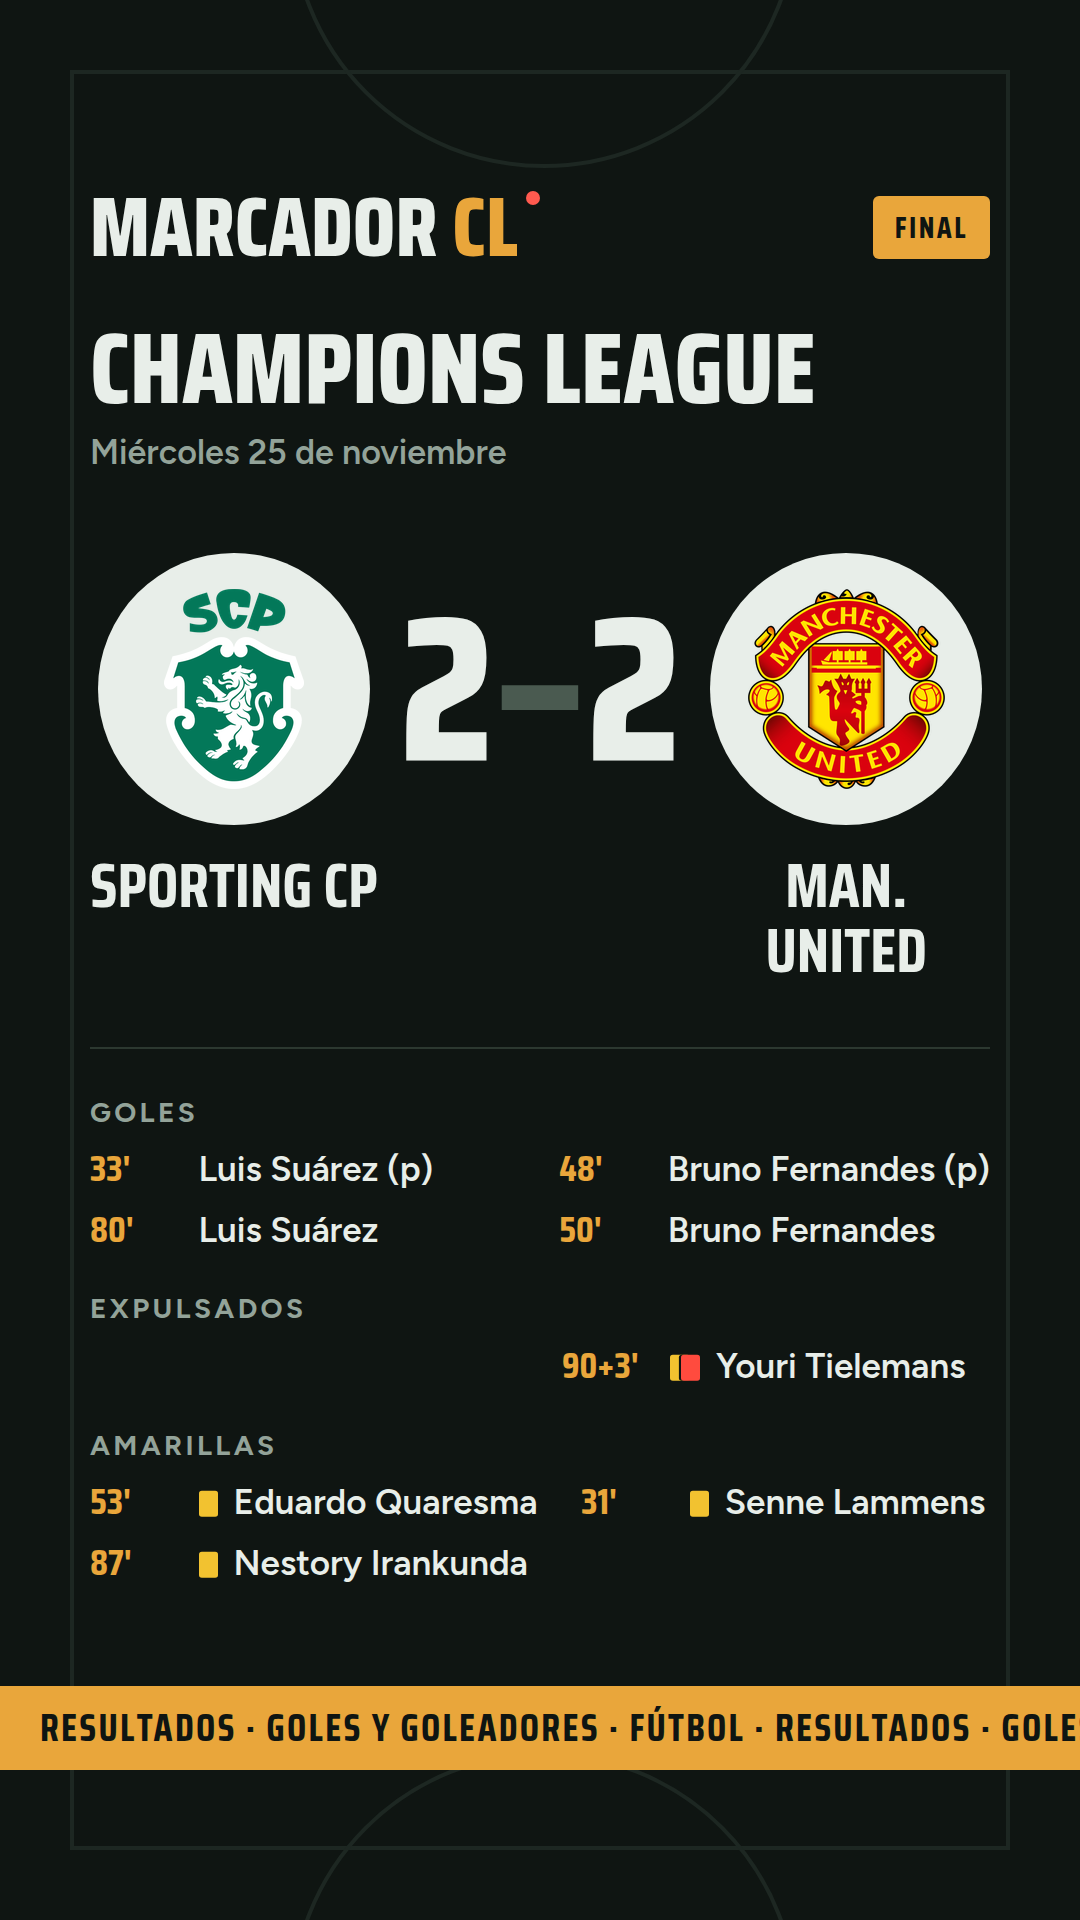 MARCADOR CL
FINAL
CHAMPIONS LEAGUE
Miércoles 25 de noviembre
SCP
2-2
MANCHESTER
UNITED
SPORTING CP
MAN.
UNITED
GOLES
33' Luis Suárez (p) 48' Bruno Fernandes (p)
80' Luis Suárez 50' Bruno Fernandes
EXPULSADOS
90+3' Youri Tielemans
AMARILLAS
53' Eduardo Quaresma 31' Senne Lammens
87' Nestory Irankunda
RESULTADOS · GOLES Y GOLEADORES · FÚTBOL · RESULTADOS · GOLES